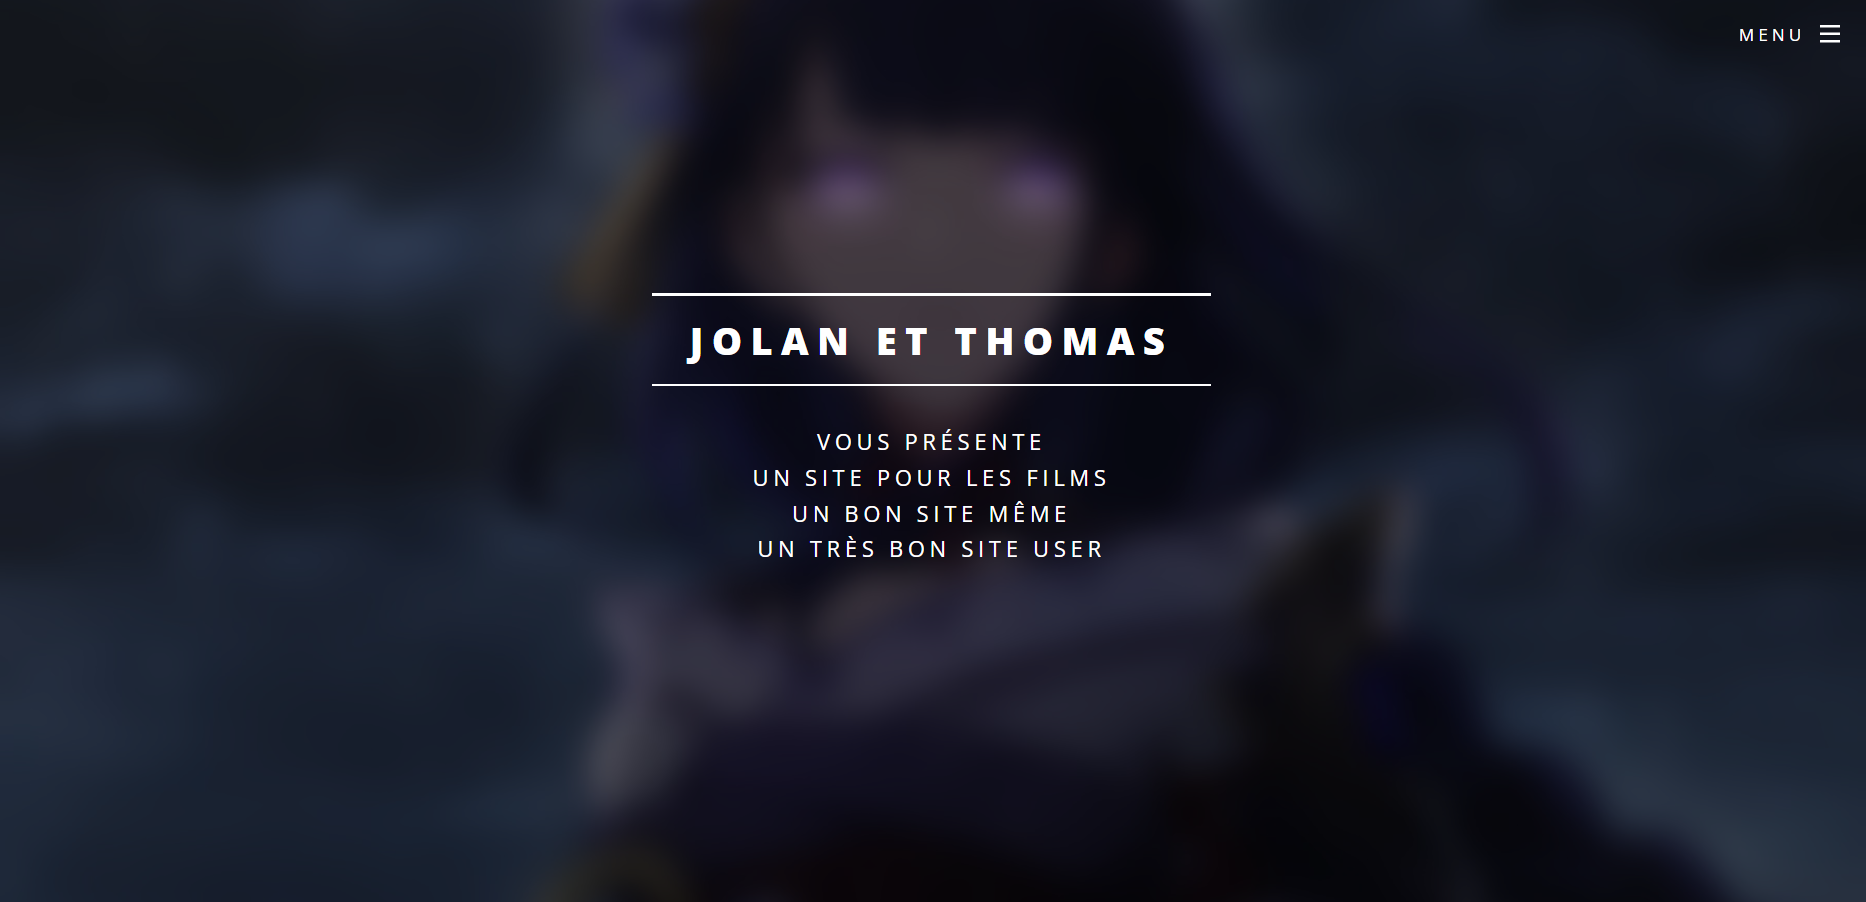 MENU
JOLAN ET THOMAS
VOUS PRÉSENTE
UN SITE POUR LES FILMS
UN BON SITE MÊME
UN TRÈS BON SITE USER